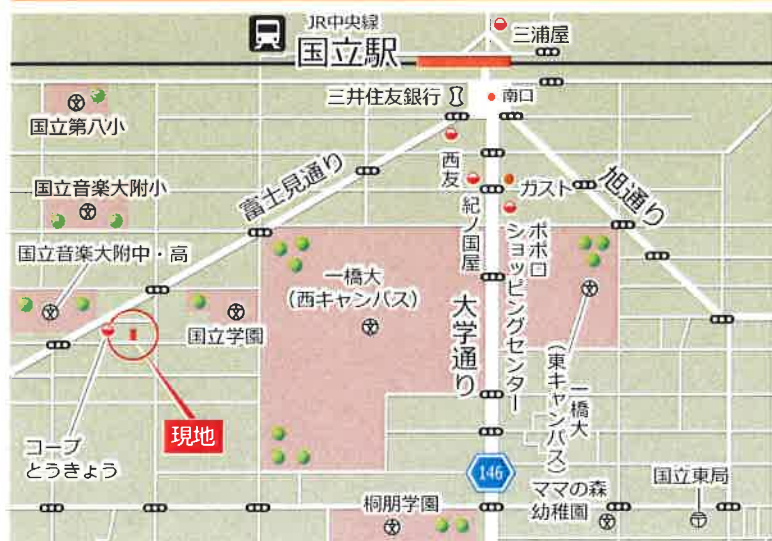 JR中央線
国立駅
三浦屋
三井住友銀行
南口
国立第八小
西友
ガスト
旭通り
富士見通り
国立音楽大附小
紀ノ国屋
ポポロ
ショッピングセンター
国立音楽大附中・高
一橋大
(西キャンパス)
大学通り
国立学園
一橋大
(東キャンパス)
現地
コープ
とうきょう
146
桐朋学園
ママの森
幼稚園
国立東局